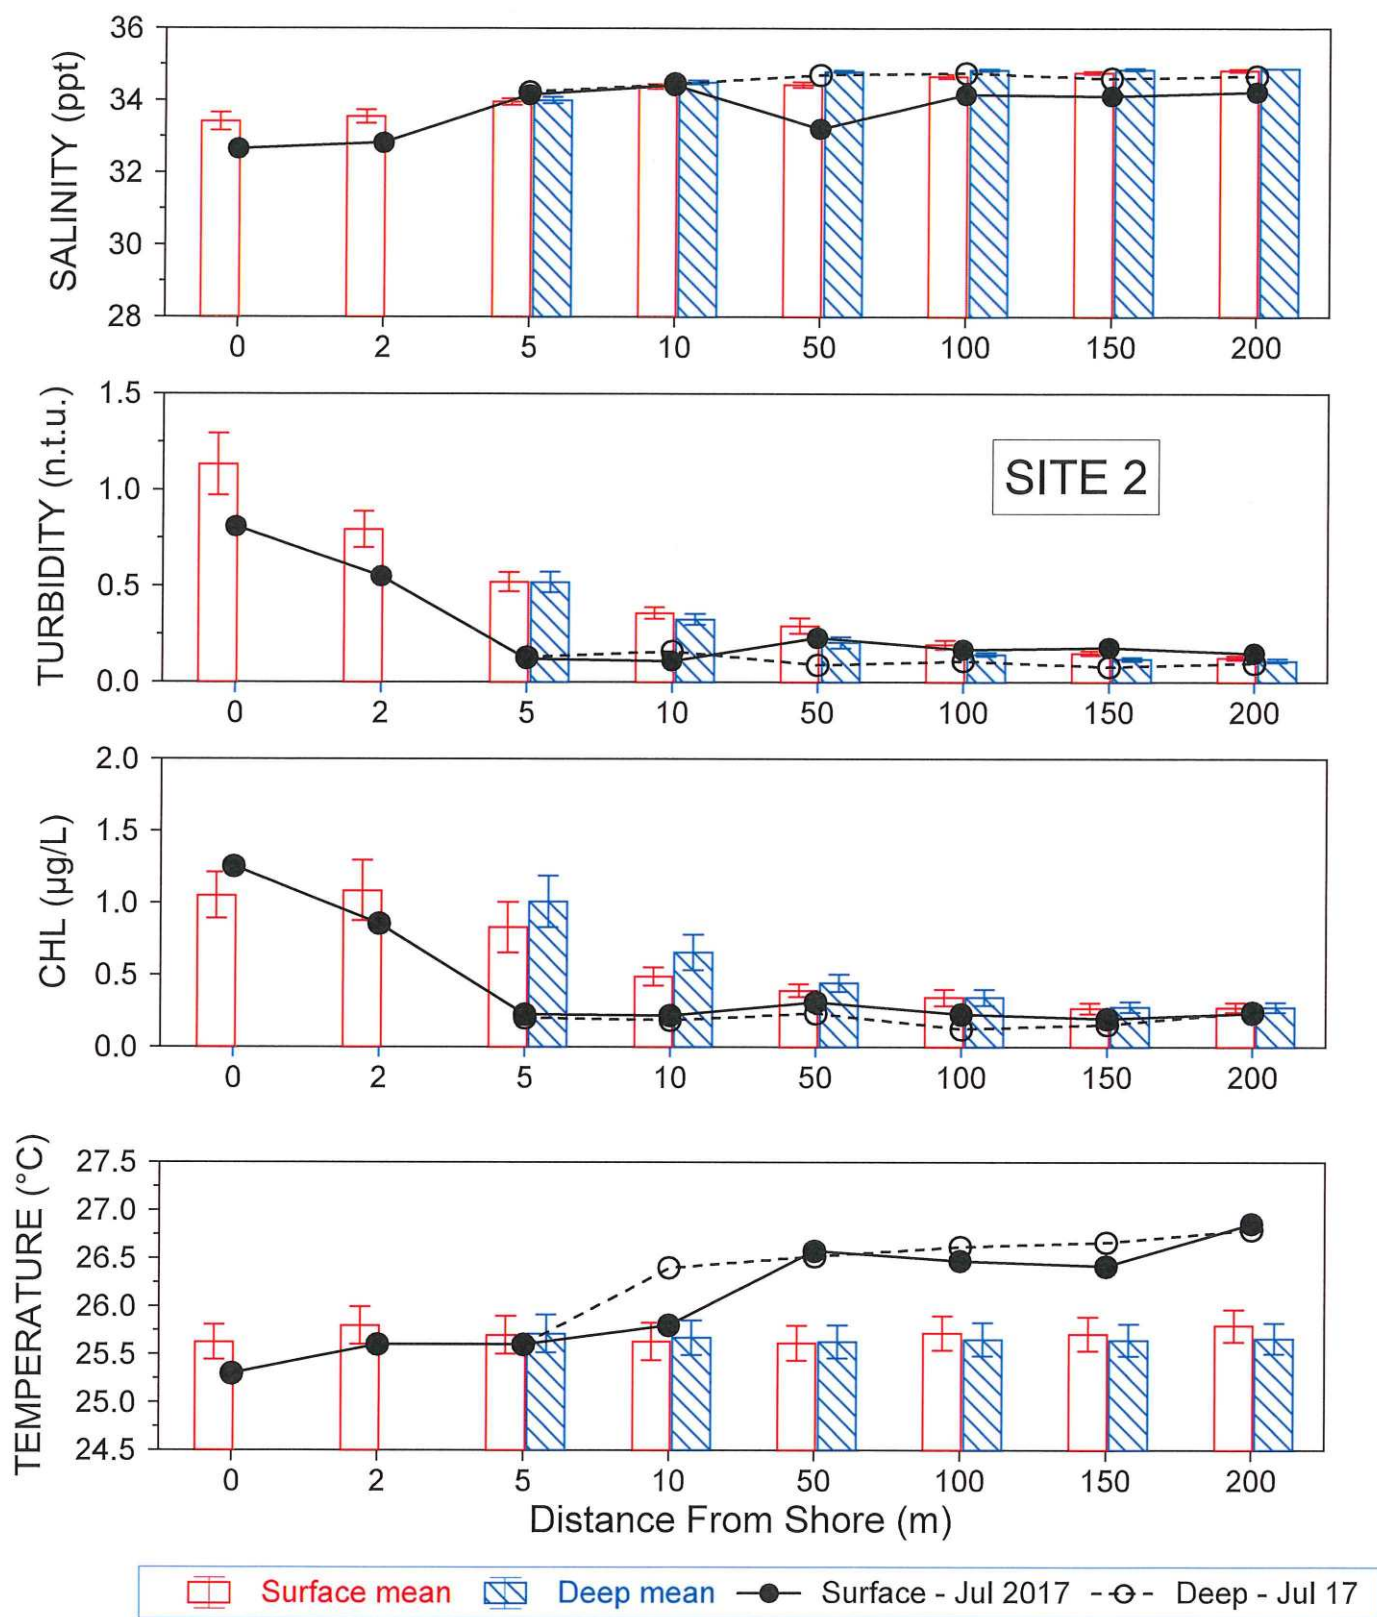 SALINITY (ppt)
36
34
32
30
28
0 2 5 10 50 100 150 200
TURBIDITY (n.t.u.)
1.5
1.0
0.5
0.0
SITE 2
0 2 5 10 50 100 150 200
CHL (µg/L)
2.0
1.5
1.0
0.5
0.0
0 2 5 10 50 100 150 200
TEMPERATURE (°C)
27.5
27.0
26.5
26.0
25.5
25.0
24.5
0 2 5 10 50 100 150 200
Distance From Shore (m)
Surface mean Deep mean Surface - Jul 2017 Deep - Jul 17